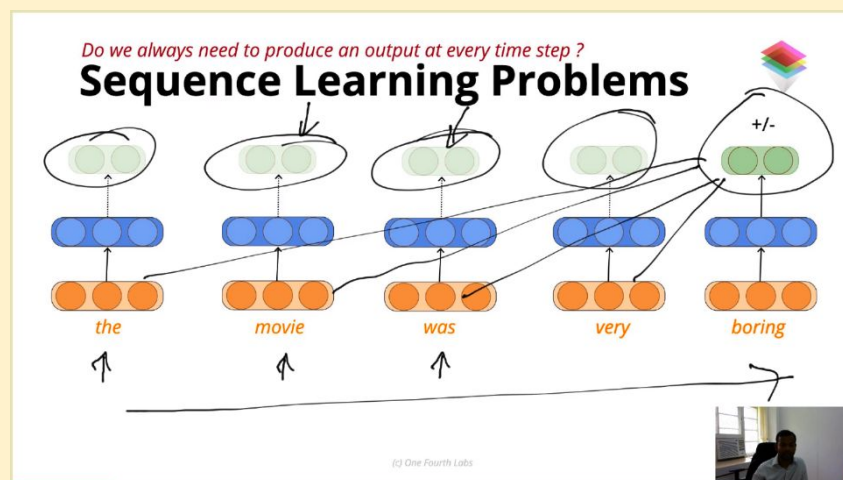 Do we always need to produce an output at every time step ?
Sequence Learning Problems
+/-
the movie was very boring
(c) One Fourth Labs